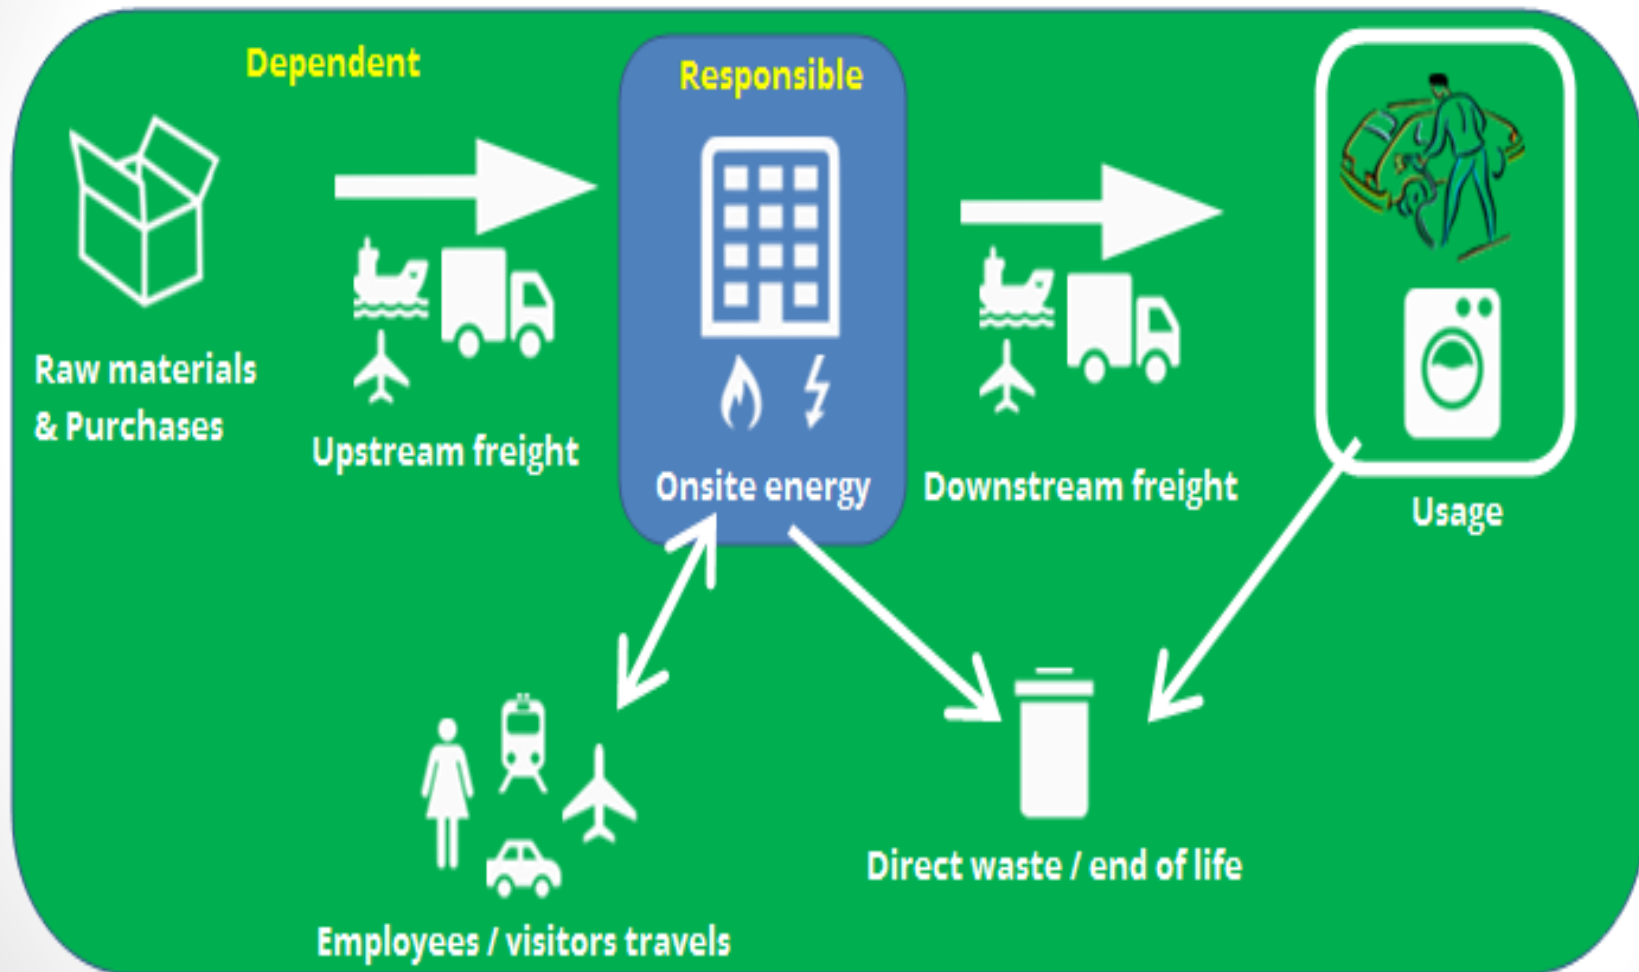 Dependent
Responsible
Raw materials
& Purchases
Upstream freight
Onsite energy
Downstream freight
Usage
Direct waste / end of life
Employees / visitors travels